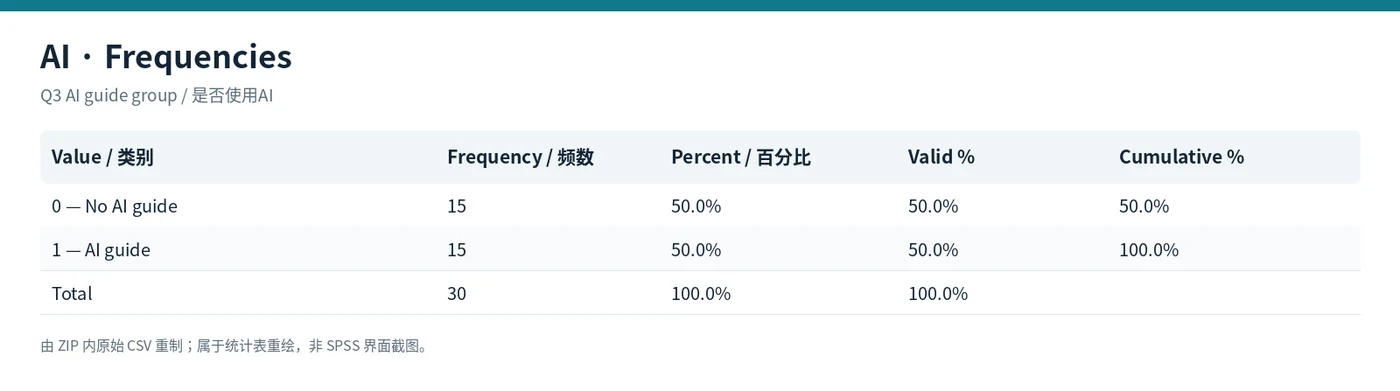 AI · Frequencies
Q3 AI guide group / 是否使用AI
Value / 类别 Frequency / 频数 Percent / 百分比 Valid % Cumulative %
0 — No AI guide 15 50.0% 50.0% 50.0%
1 — AI guide 15 50.0% 50.0% 100.0%
Total 30 100.0% 100.0%
由 ZIP 内原始 CSV 重制；属于统计表重绘，非 SPSS 界面截图。